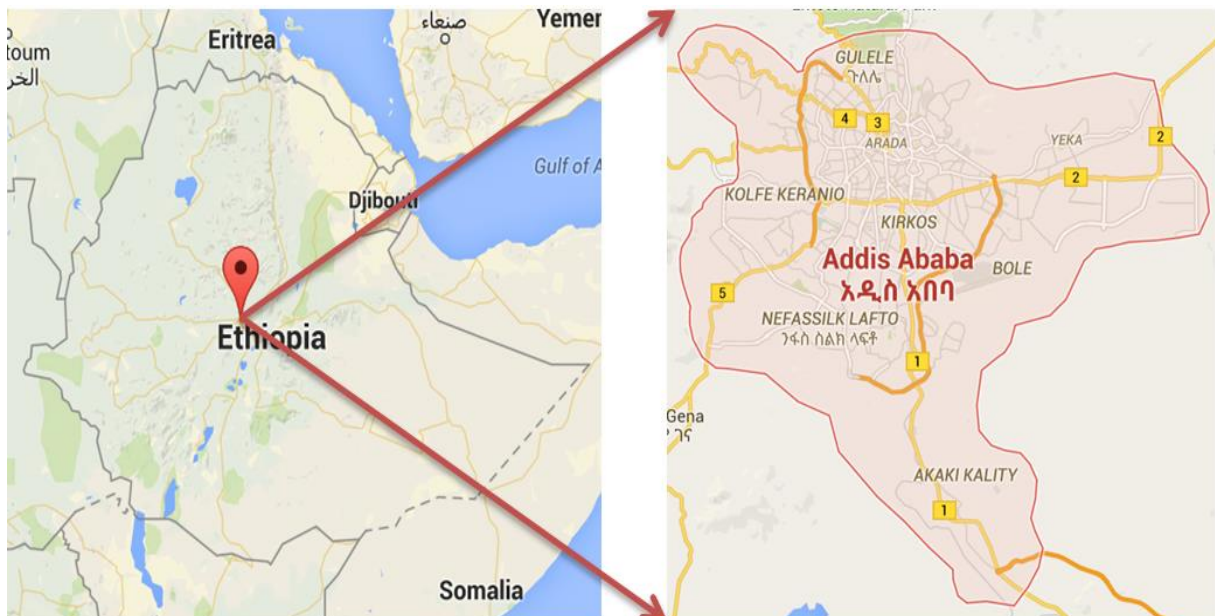 صنعاء
Yemen
Eritrea
toum
الخر
Gulf of A
Djibouti
Ethiopia
Somalia
GULELE
ጉለሌ
4
3
ARADA
YEKA
2
2
KOLFE KERANIO
KIRKOS
Addis Ababa
አዲስ አበባ
BOLE
5
NEFASSILK LAFTO
ንፋስ ስልክ ላፍቶ
1
Gena
ገና
AKAKI KALITY
1